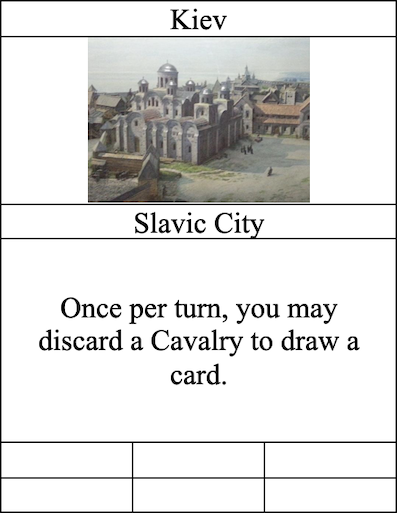 Kiev
Slavic City
Once per turn, you may
discard a Cavalry to draw a
card.